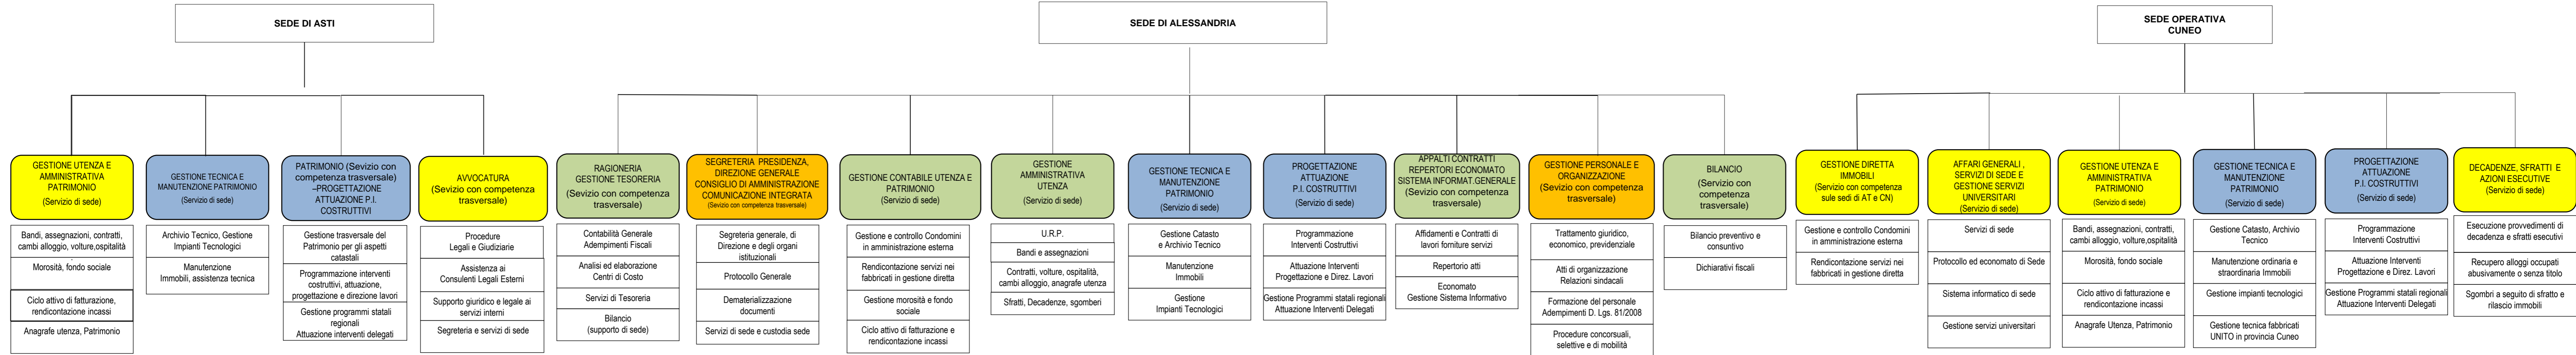 SEDE DI ASTI
SEDE DI ALESSANDRIA
SEDE OPERATIVA
CUNEO
GESTIONE UTENZA E
AMMINISTRATIVA
PATRIMONIO
(Servizio di sede)
Bandi, assegnazioni, contratti,
cambi alloggio, volture,ospitalità
Morosità, fondo sociale
Ciclo attivo di fatturazione,
rendicontazione incassi
Anagrafe utenza, Patrimonio
GESTIONE TECNICA E
MANUTENZIONE PATRIMONIO
(Servizio di sede)
Archivio Tecnico, Gestione
Impianti Tecnologici
Manutenzione
Immobili, assistenza tecnica
PATRIMONIO (Sevizio con
competenza trasversale)
–PROGETTAZIONE
ATTUAZIONE P.I.
COSTRUTTIVI
Gestione trasversale del
Patrimonio per gli aspetti
catastali
Programmazione interventi
costruttivi, attuazione,
progettazione e direzione lavori
Gestione programmi statali
regionali
Attuazione interventi delegati
AVVOCATURA
(Sevizio con competenza
trasversale)
Procedure
Legali e Giudiziarie
Assistenza ai
Consulenti Legali Esterni
Supporto giuridico e legale ai
servizi interni
Segreteria e servizi di sede
RAGIONERIA
GESTIONE TESORERIA
(Sevizio con competenza
trasversale)
Contabilità Generale
Adempimenti Fiscali
Analisi ed elaborazione
Centri di Costo
Servizi di Tesoreria
Bilancio
(supporto di sede)
SEGRETERIA  PRESIDENZA,
DIREZIONE GENERALE
CONSIGLIO DI AMMINISTRAZIONE
COMUNICAZIONE INTEGRATA
(Sevizio con competenza trasversale)
Segreteria generale, di
Direzione e degli organi
istituzionali
Protocollo Generale
Dematerializzazione
documenti
Servizi di sede e custodia sede
GESTIONE CONTABILE UTENZA E
PATRIMONIO
(Servizio di sede)
Gestione e controllo Condomini
in amministrazione esterna
Rendicontazione servizi nei
fabbricati in gestione diretta
Gestione morosità e fondo
sociale
Ciclo attivo di fatturazione e
rendicontazione incassi
GESTIONE
AMMINISTRATIVA
UTENZA
(Servizio di sede)
U.R.P.
Bandi e assegnazioni
Contratti, volture, ospitalità,
cambi alloggio, anagrafe utenza
Sfratti, Decadenze, sgomberi
GESTIONE TECNICA E
MANUTENZIONE
PATRIMONIO
(Servizio di sede)
Gestione Catasto
e Archivio Tecnico
Manutenzione
Immobili
Gestione
Impianti Tecnologici
PROGETTAZIONE
ATTUAZIONE
P.I. COSTRUTTIVI
(Servizio di sede)
Programmazione
Interventi Costruttivi
Attuazione Interventi
Progettazione e Direz. Lavori
Gestione Programmi statali regionali
Attuazione Interventi Delegati
APPALTI CONTRATTI
REPERTORI ECONOMATO
SISTEMA INFORMAT.GENERALE
(Sevizio con competenza
trasversale)
Affidamenti e Contratti di
lavori forniture servizi
Repertorio atti
Economato
Gestione Sistema Informativo
GESTIONE PERSONALE E
ORGANIZZAZIONE
(Sevizio con competenza
trasversale)
Trattamento giuridico,
economico, previdenziale
Atti di organizzazione
Relazioni sindacali
Formazione del personale
Adempimenti D. Lgs. 81/2008
Procedure concorsuali,
selettive e di mobilità
BILANCIO
(Servizio con
competenza
trasversale)
Bilancio preventivo e
consuntivo
Dichiarativi fiscali
GESTIONE DIRETTA
IMMOBILI
(Servizio con competenza
sule sedi di AT e CN)
Gestione e controllo Condomini
in amministrazione esterna
Rendicontazione servizi nei
fabbricati in gestione diretta
AFFARI GENERALI ,
SERVIZI DI SEDE E
GESTIONE SERVIZI
UNIVERSITARI
(Servizio di sede)
Servizi di sede
Protocollo ed economato di Sede
Sistema informatico di sede
Gestione servizi universitari
GESTIONE UTENZA E
AMMINISTRATIVA
PATRIMONIO
(Servizio di sede)
Bandi, assegnazioni, contratti,
cambi alloggio, volture,ospitalità
Morosità, fondo sociale
Ciclo attivo di fatturazione e
rendicontazione incassi
Anagrafe Utenza, Patrimonio
GESTIONE TECNICA E
MANUTENZIONE
PATRIMONIO
(Servizio di sede)
Gestione Catasto, Archivio
Tecnico
Manutenzione ordinaria e
straordinaria Immobili
Gestione impianti tecnologici
Gestione tecnica fabbricati
UNITO in provincia Cuneo
PROGETTAZIONE
ATTUAZIONE
P.I. COSTRUTTIVI
(Servizio di sede)
Programmazione
Interventi Costruttivi
Attuazione Interventi
Progettazione e Direz. Lavori
Gestione Programmi statali regionali
Attuazione Interventi Delegati
DECADENZE, SFRATTI  E
AZIONI ESECUTIVE
(Servizio di sede)
Esecuzione provvedimenti di
decadenza e sfratti esecutivi
Recupero alloggi occupati
abusivamente o senza titolo
Sgombri a seguito di sfratto e
rilascio immobili